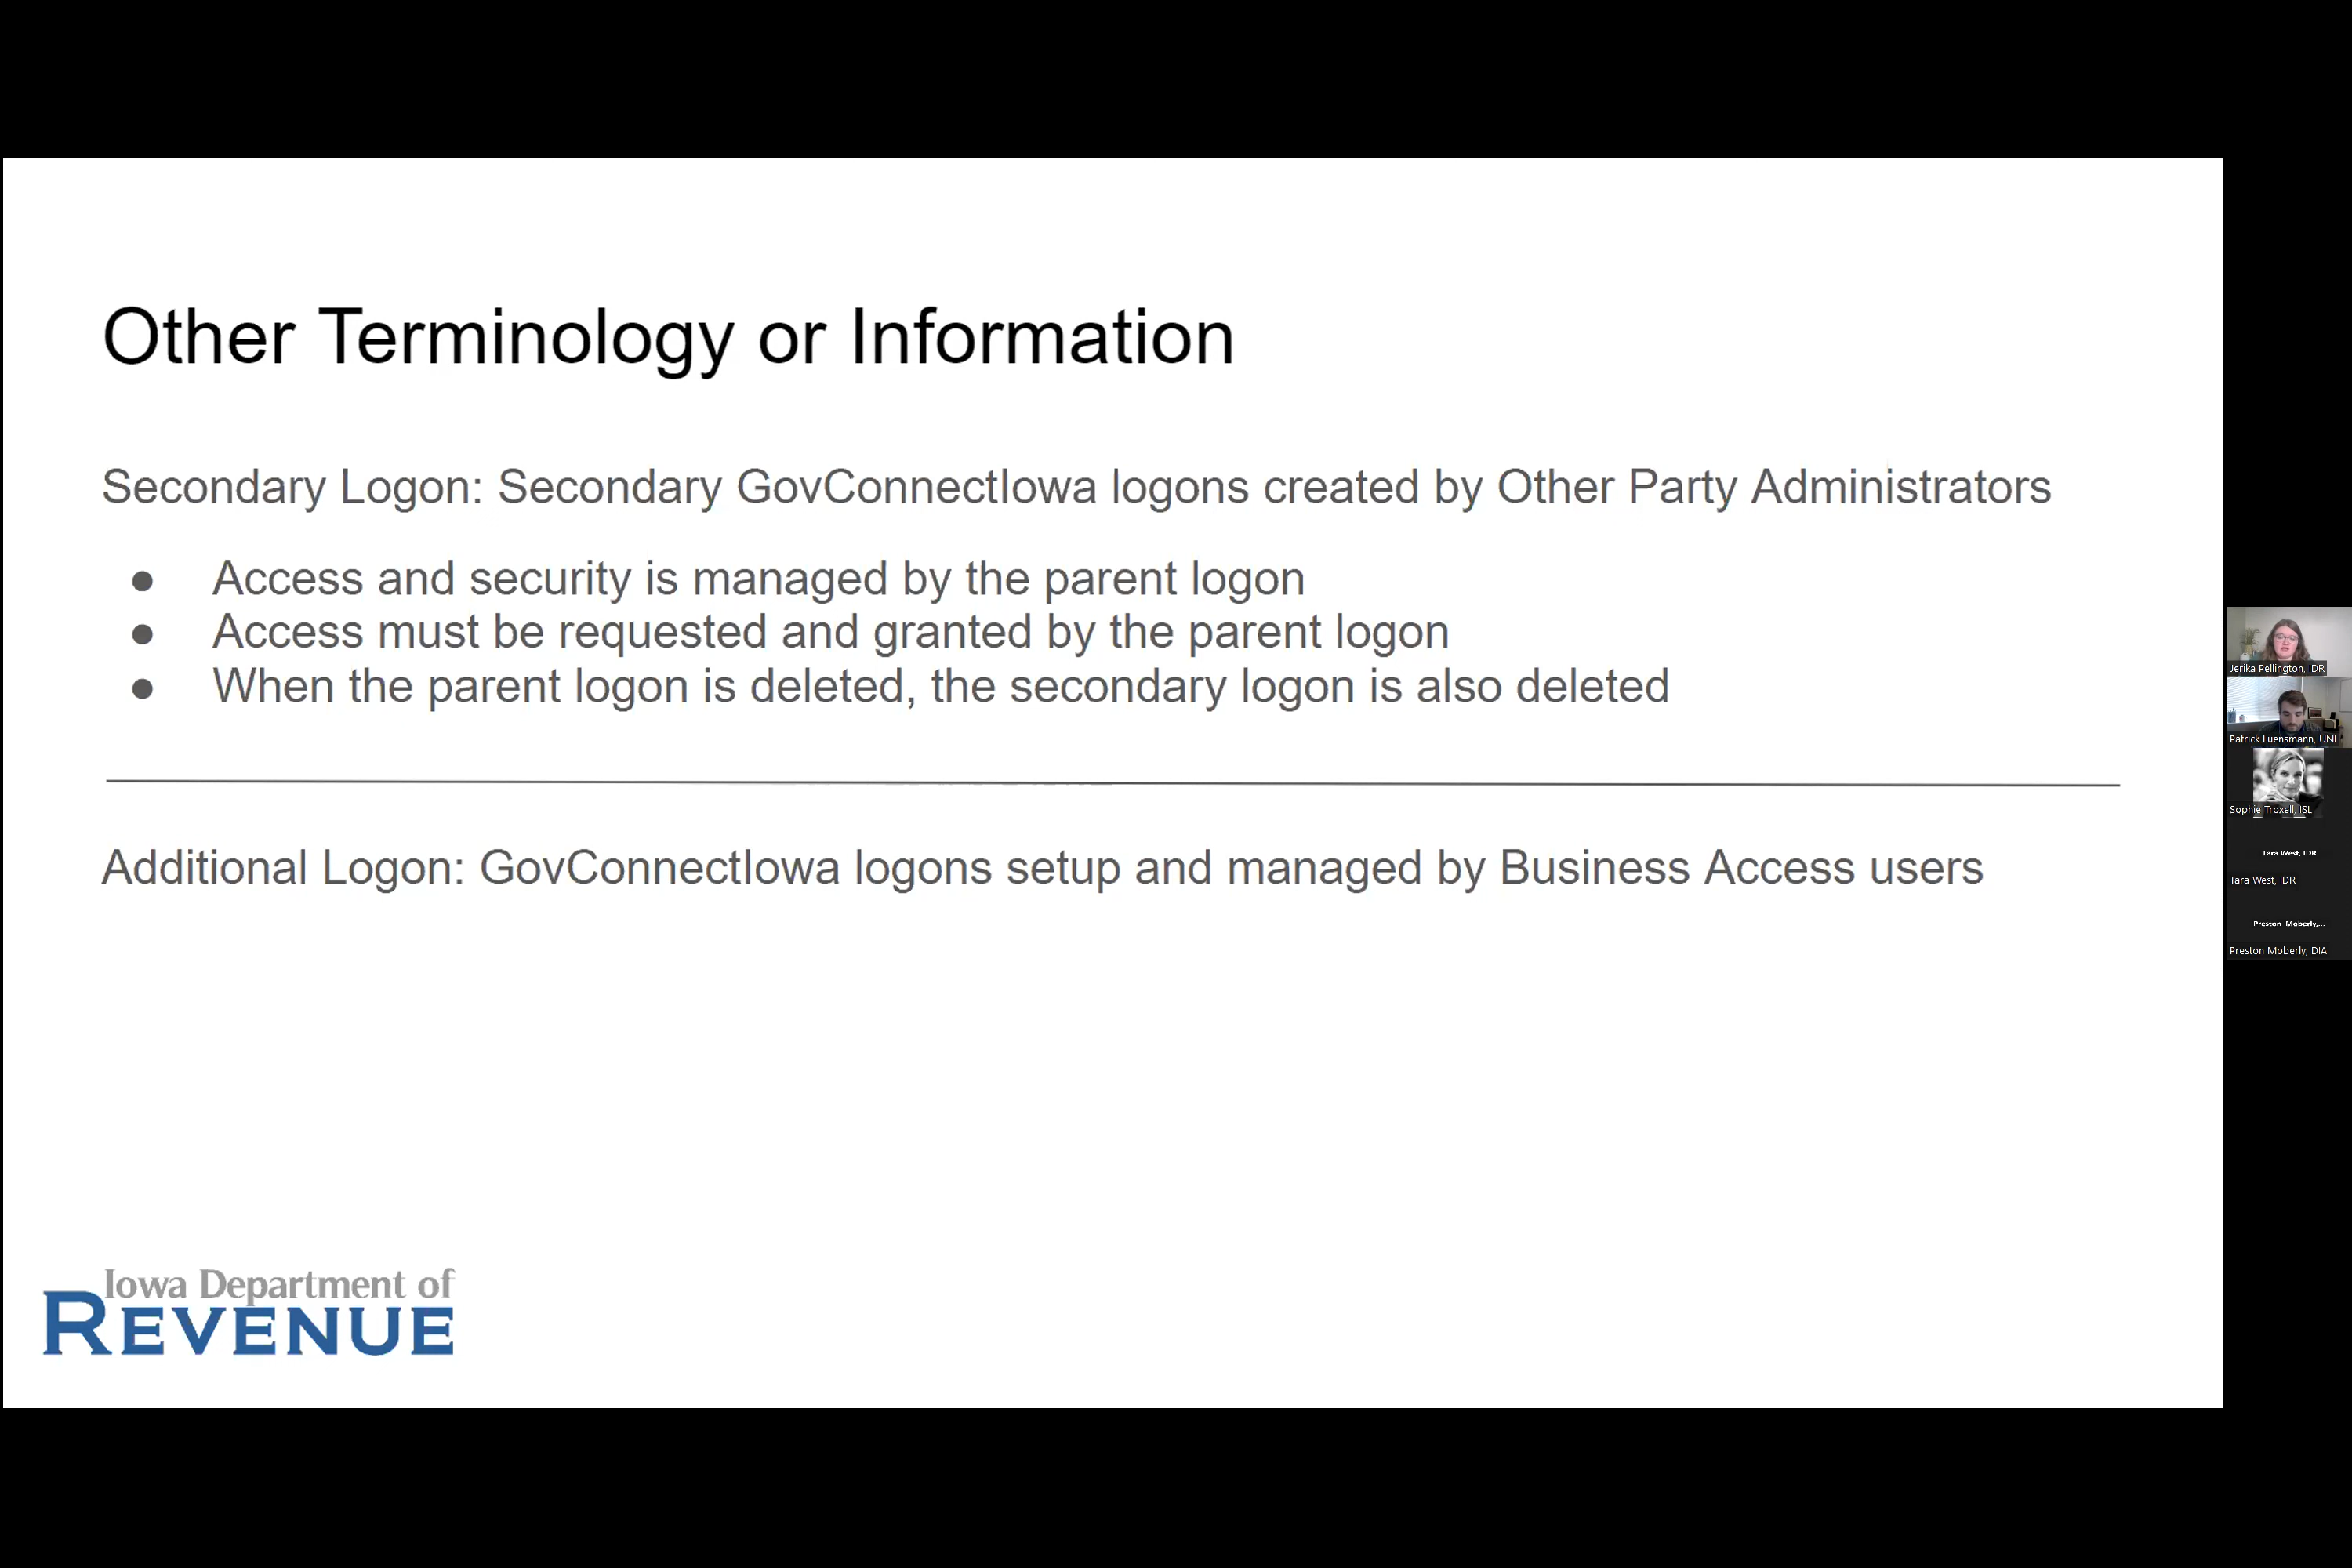 Other Terminology or Information
Secondary Logon: Secondary GovConnectIowa logons created by Other Party Administrators
● Access and security is managed by the parent logon
● Access must be requested and granted by the parent logon
● When the parent logon is deleted, the secondary logon is also deleted
Additional Logon: GovConnectIowa logons setup and managed by Business Access users
Iowa Department of
REVENUE
Jerika Pellington, IDR
Patrick Luensmann, UNI
Sophie Troxell, ISL
Tara West, IDR
Tara West, IDR
Preston Moberly,...
Preston Moberly, DIA